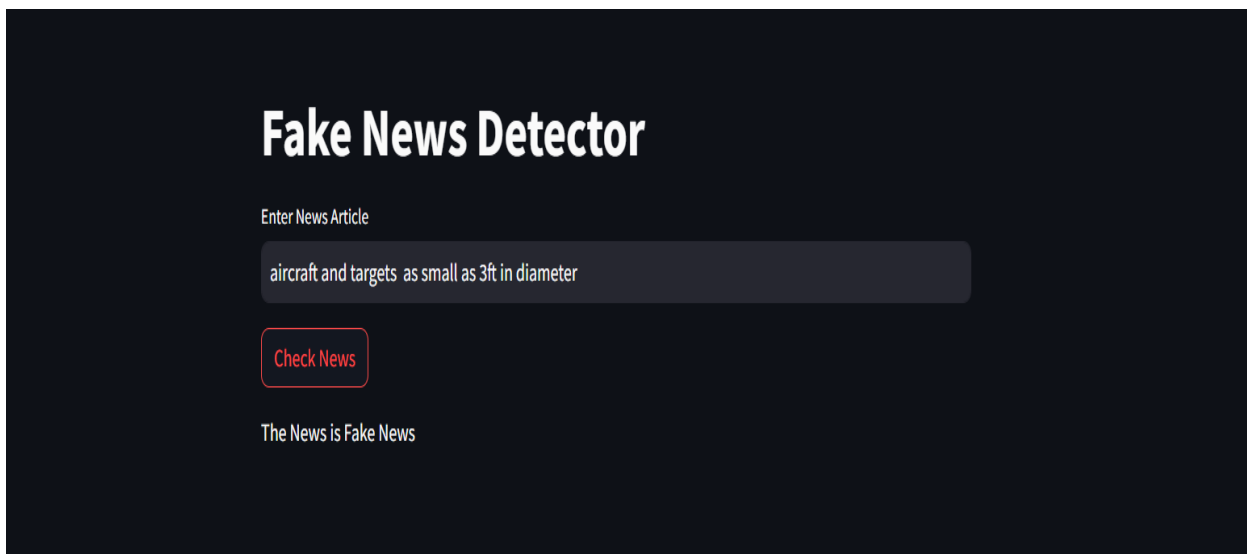 Fake News Detector
Enter News Article
aircraft and targets  as small as 3ft in diameter
Check News
The News is Fake News